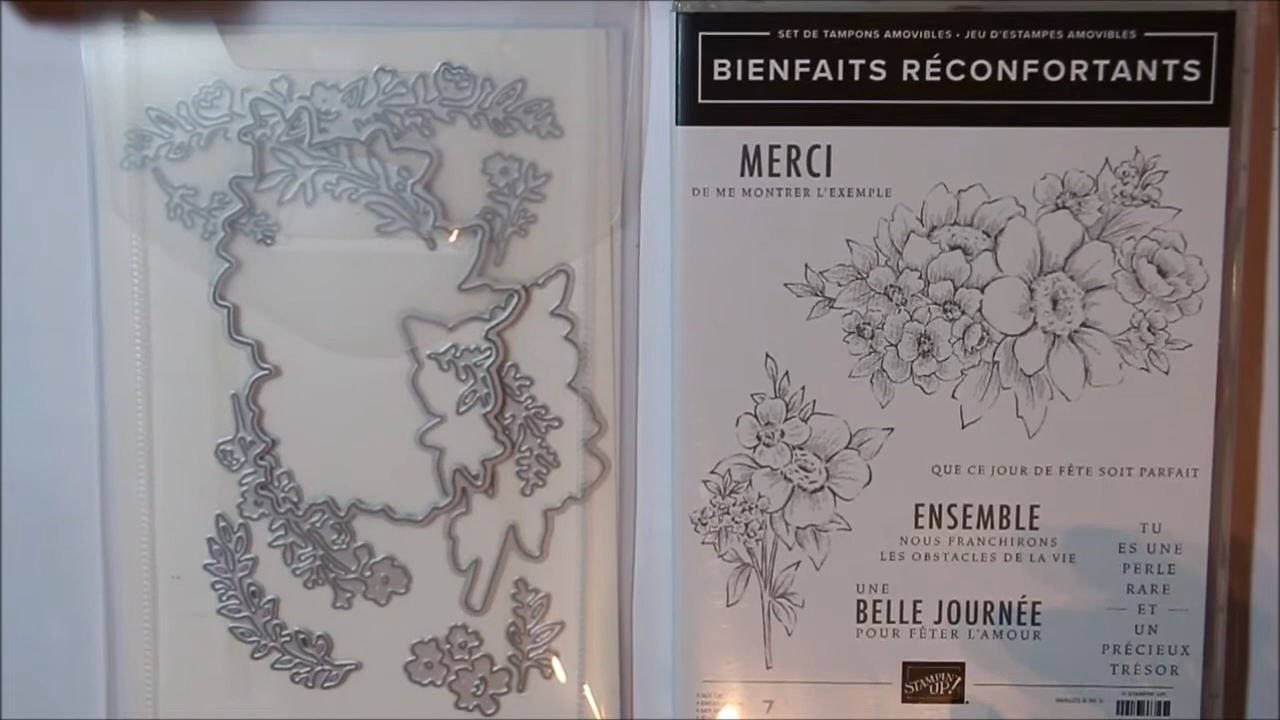 SET DE TAMPONS AMOVIBLES • JEU D'ESTAMPES AMOVIBLES
BIENFAITS RÉCONFORTANTS
MERCI
DE ME MONTRER L'EXEMPLE
QUE CE JOUR DE FÊTE SOIT PARFAIT
ENSEMBLE
NOUS FRANCHIRONS
LES OBSTACLES DE LA VIE
UNE
BELLE JOURNÉE
POUR FÊTER L'AMOUR
TU
ES UNE
PERLE
RARE
ET
UN
PRÉCIEUX
TRÉSOR
STAMPIN' UP!
7